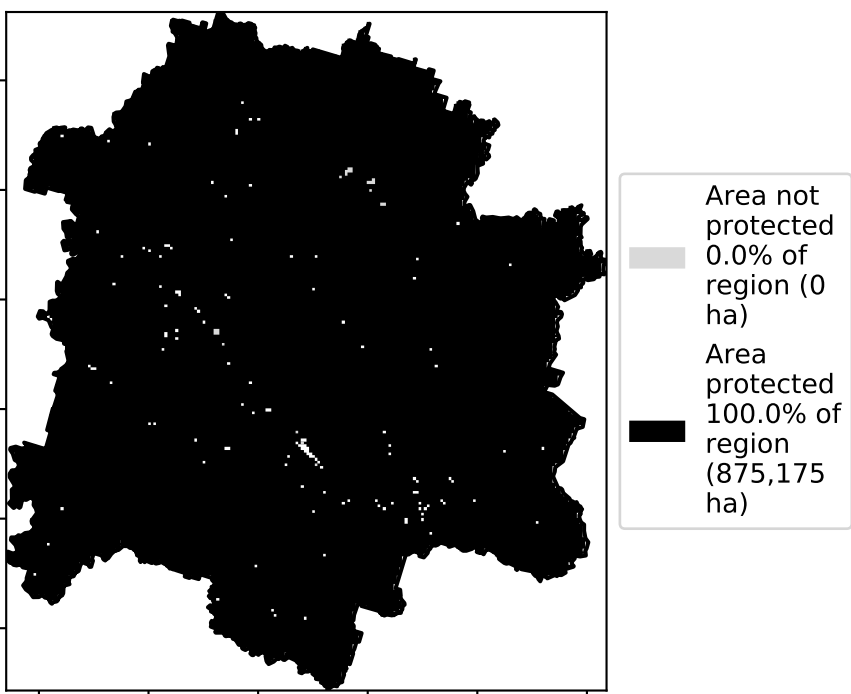 Area not
protected
0.0% of
region (0
ha)
Area
protected
100.0% of
region
(875,175
ha)